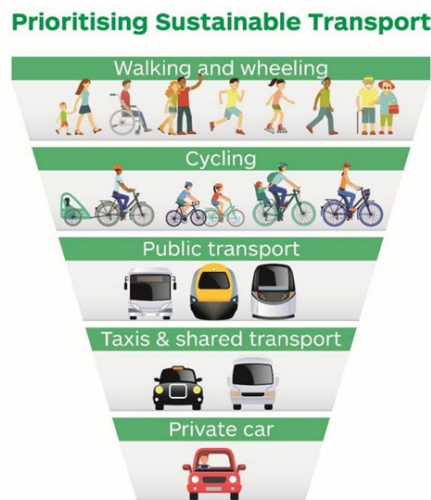 Prioritising Sustainable Transport
Walking and wheeling
Cycling
Public transport
Taxis & shared transport
Private car